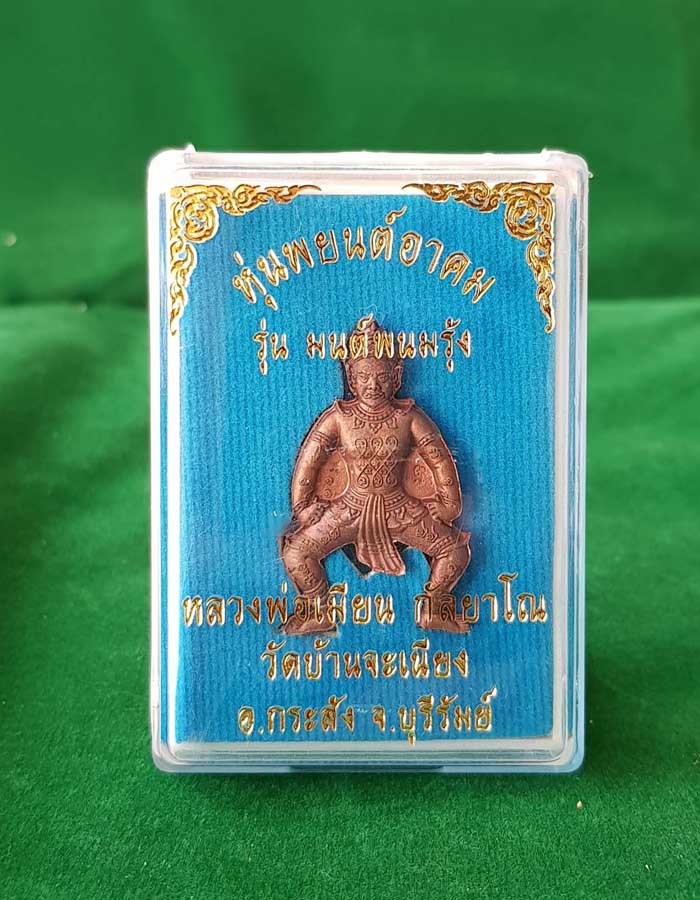 หุ่นพยนต์อาคม
รุ่น มนต์พนมรุ้ง
หลวงพ่อเมียน กัลยาโณ
วัดบ้านจะเนียง
อ.กระสัง จ.บุรีรัมย์